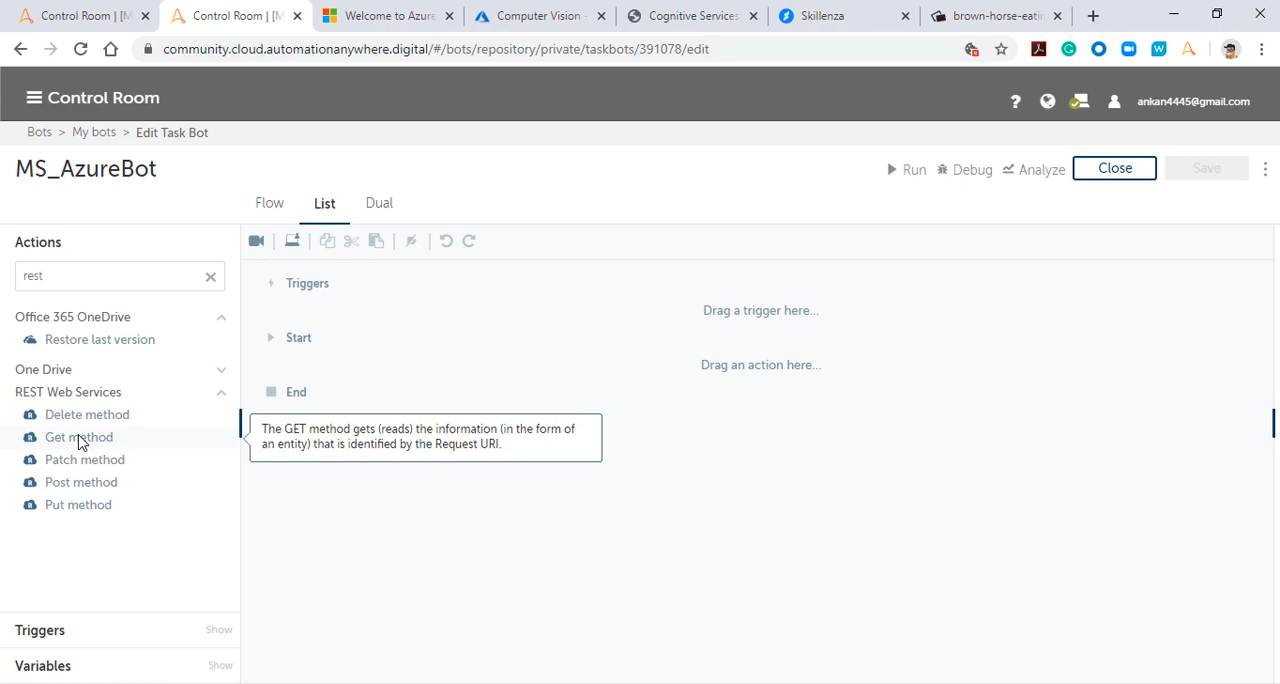 Control Room | [M
Control Room | [M
Welcome to Azure
Computer Vision -
Cognitive Services
Skillenza
brown-horse-eatin
community.cloud.automationanywhere.digital/#/bots/repository/private/taskbots/391078/edit
Control Room
ankan4445@gmail.com
Bots > My bots > Edit Task Bot
MS_AzureBot
Run Debug Analyze Close Save
Flow List Dual
Actions
rest
Office 365 OneDrive
Restore last version
One Drive
REST Web Services
Delete method
Get method
Patch method
Post method
Put method
Triggers Show
Variables Show
Triggers
Drag a trigger here...
Start
Drag an action here...
End
The GET method gets (reads) the information (in the form of
an entity) that is identified by the Request URI.